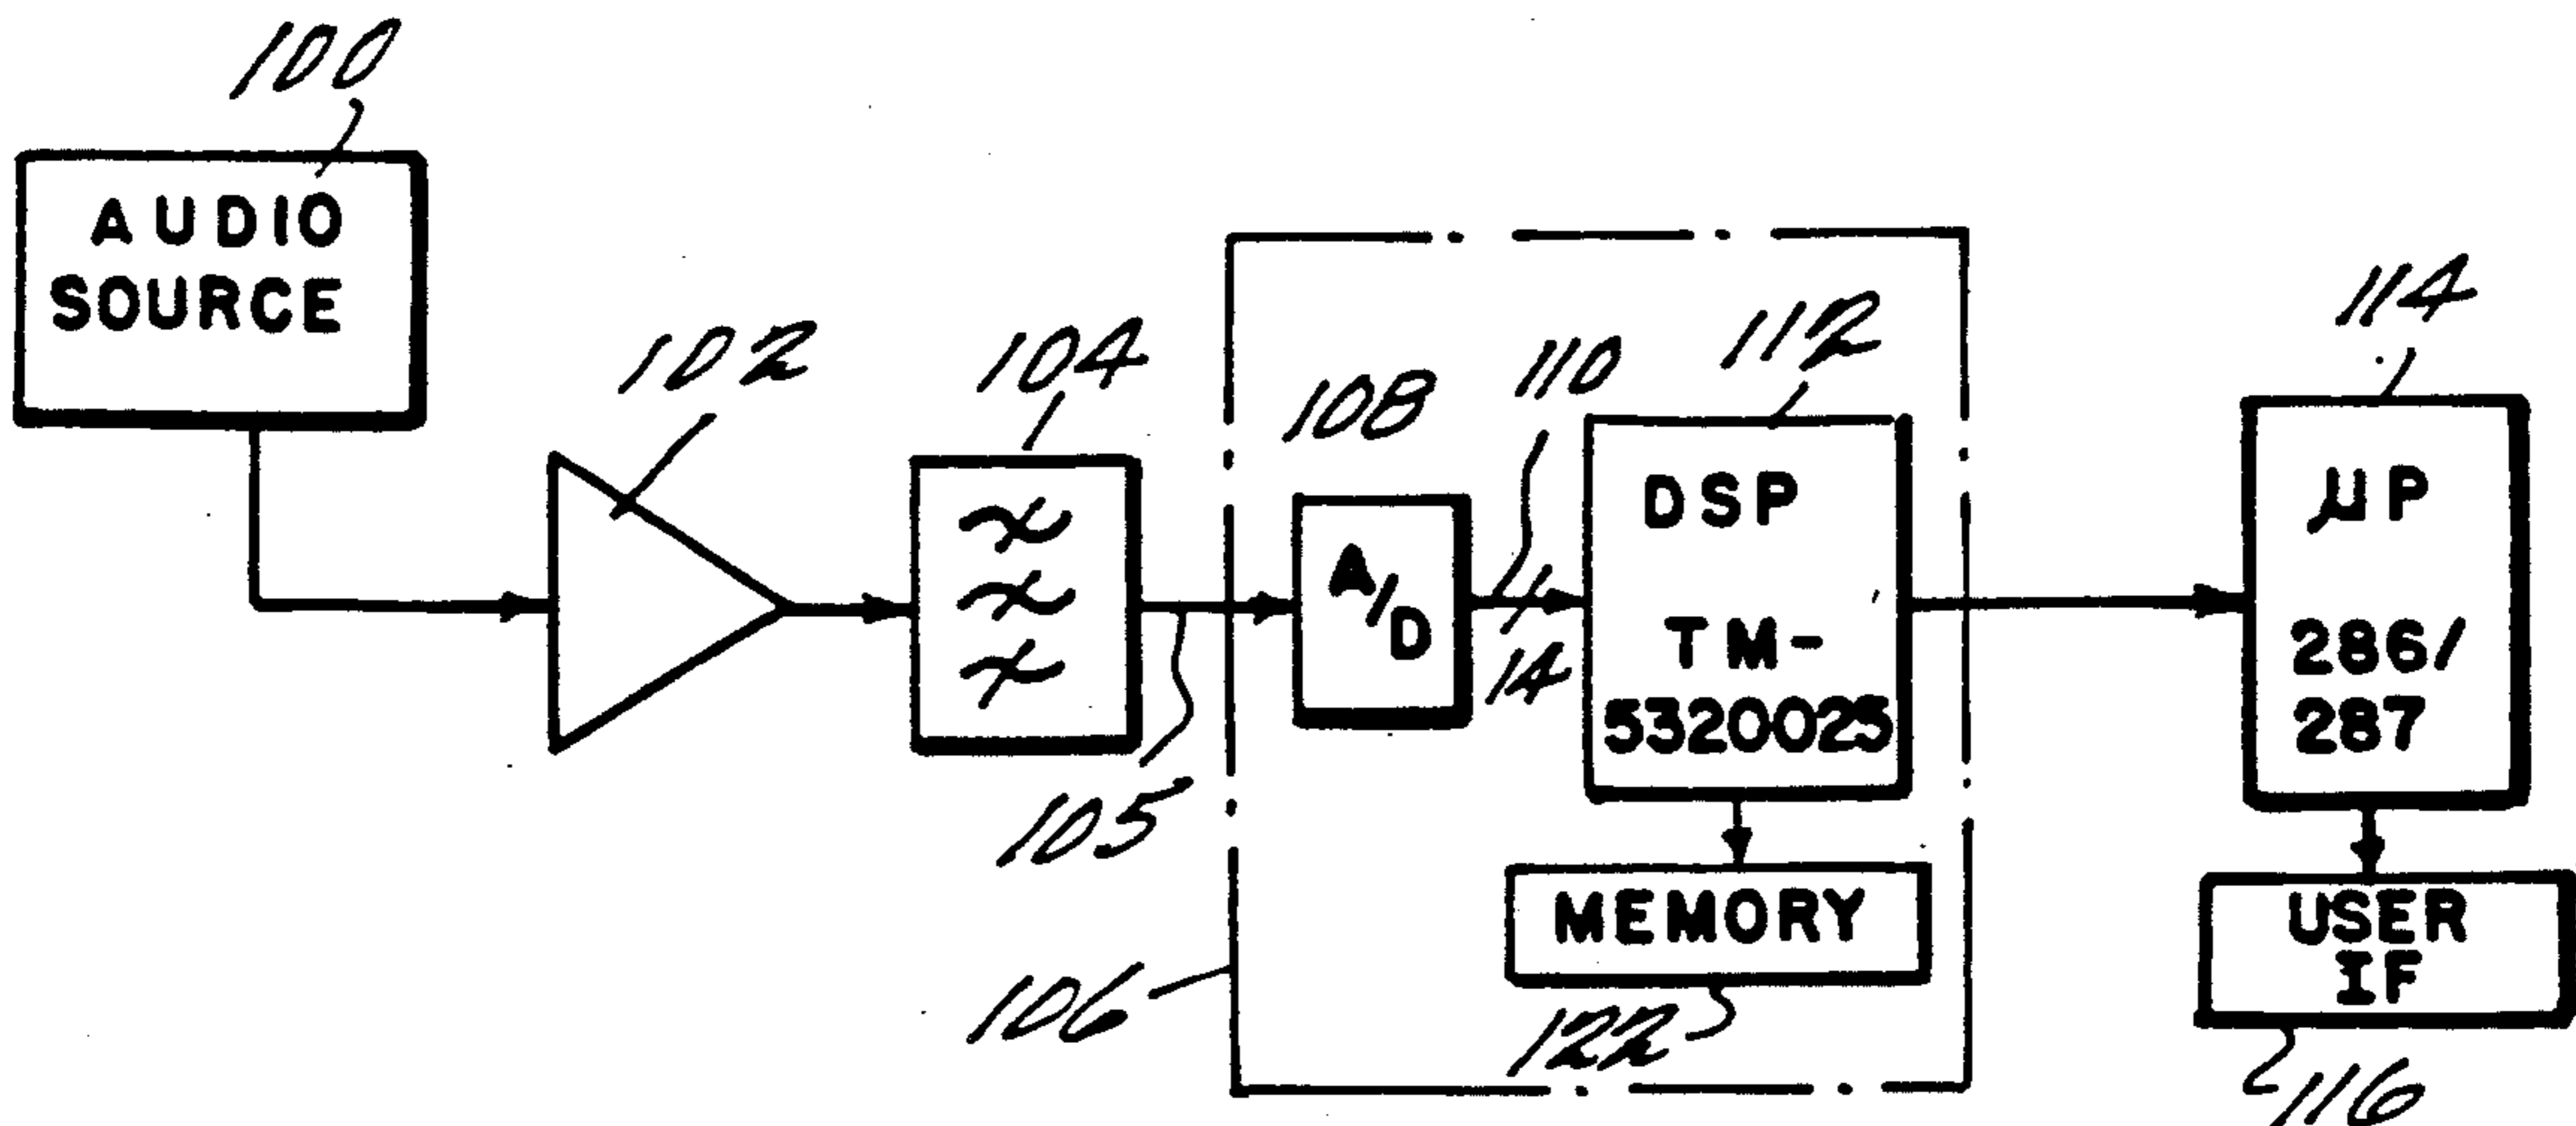 100
AUDIO
SOURCE
102
104
105
106
108
A/D
110
14
112
DSP
TM-
5320025
MEMORY
122
114
µP
286/
287
USER
IF
116